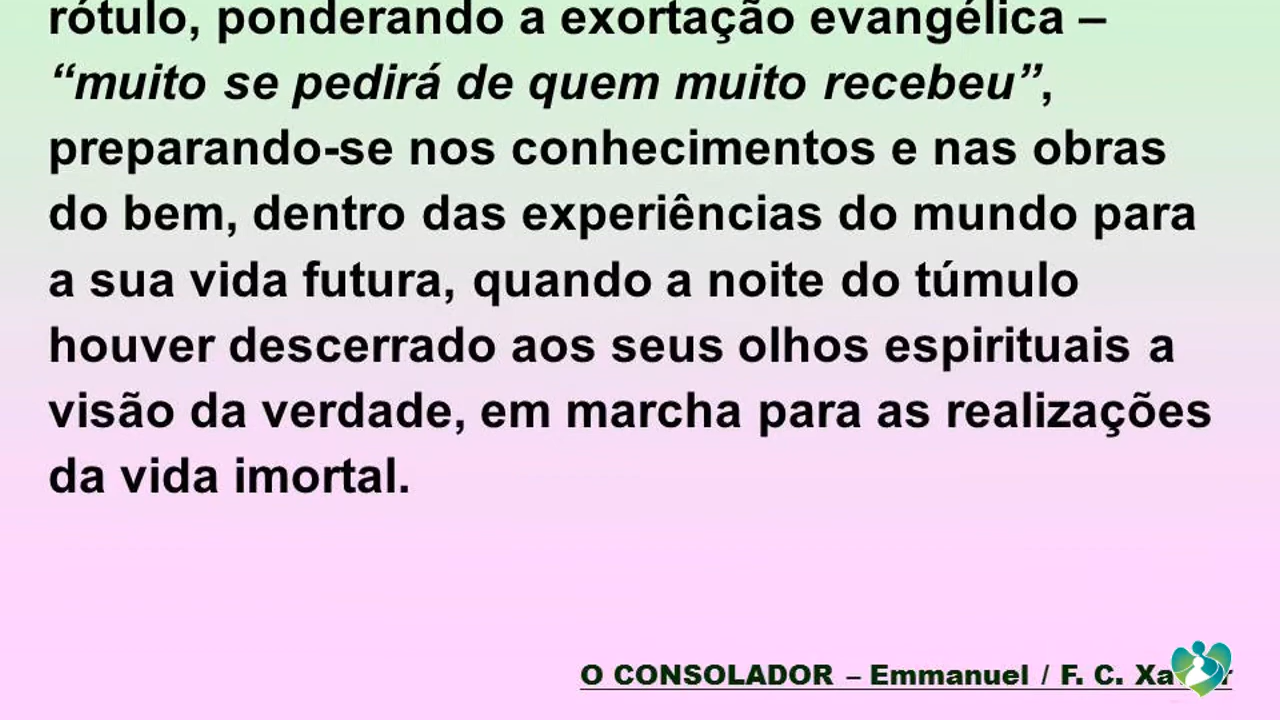 rótulo, ponderando a exortação evangélica –
“muito se pedirá de quem muito recebeu”,
preparando-se nos conhecimentos e nas obras
do bem, dentro das experiências do mundo para
a sua vida futura, quando a noite do túmulo
houver descerrado aos seus olhos espirituais a
visão da verdade, em marcha para as realizações
da vida imortal.
O CONSOLADOR – Emmanuel / F. C.